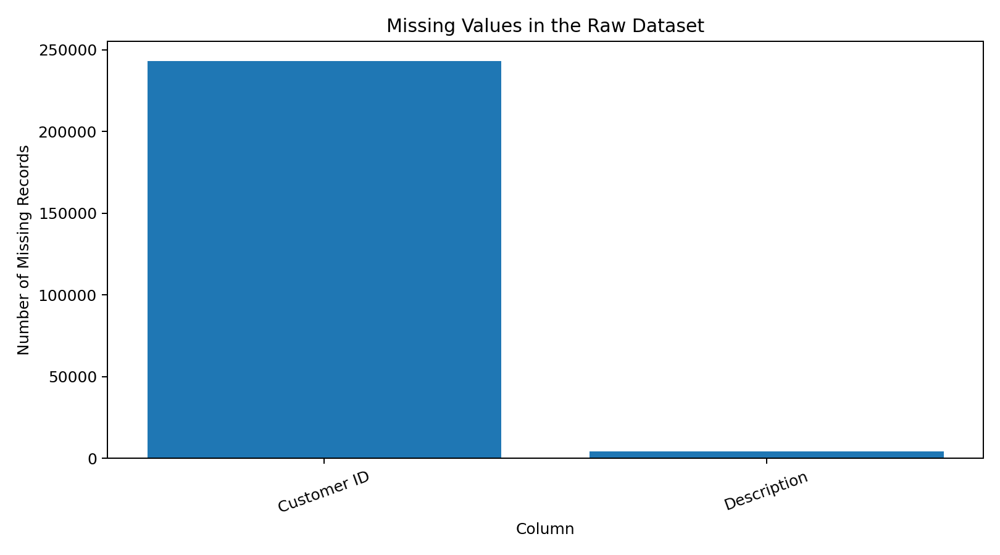 Missing Values in the Raw Dataset
250000
200000
150000
100000
50000
0
Number of Missing Records
Customer ID
Description
Column